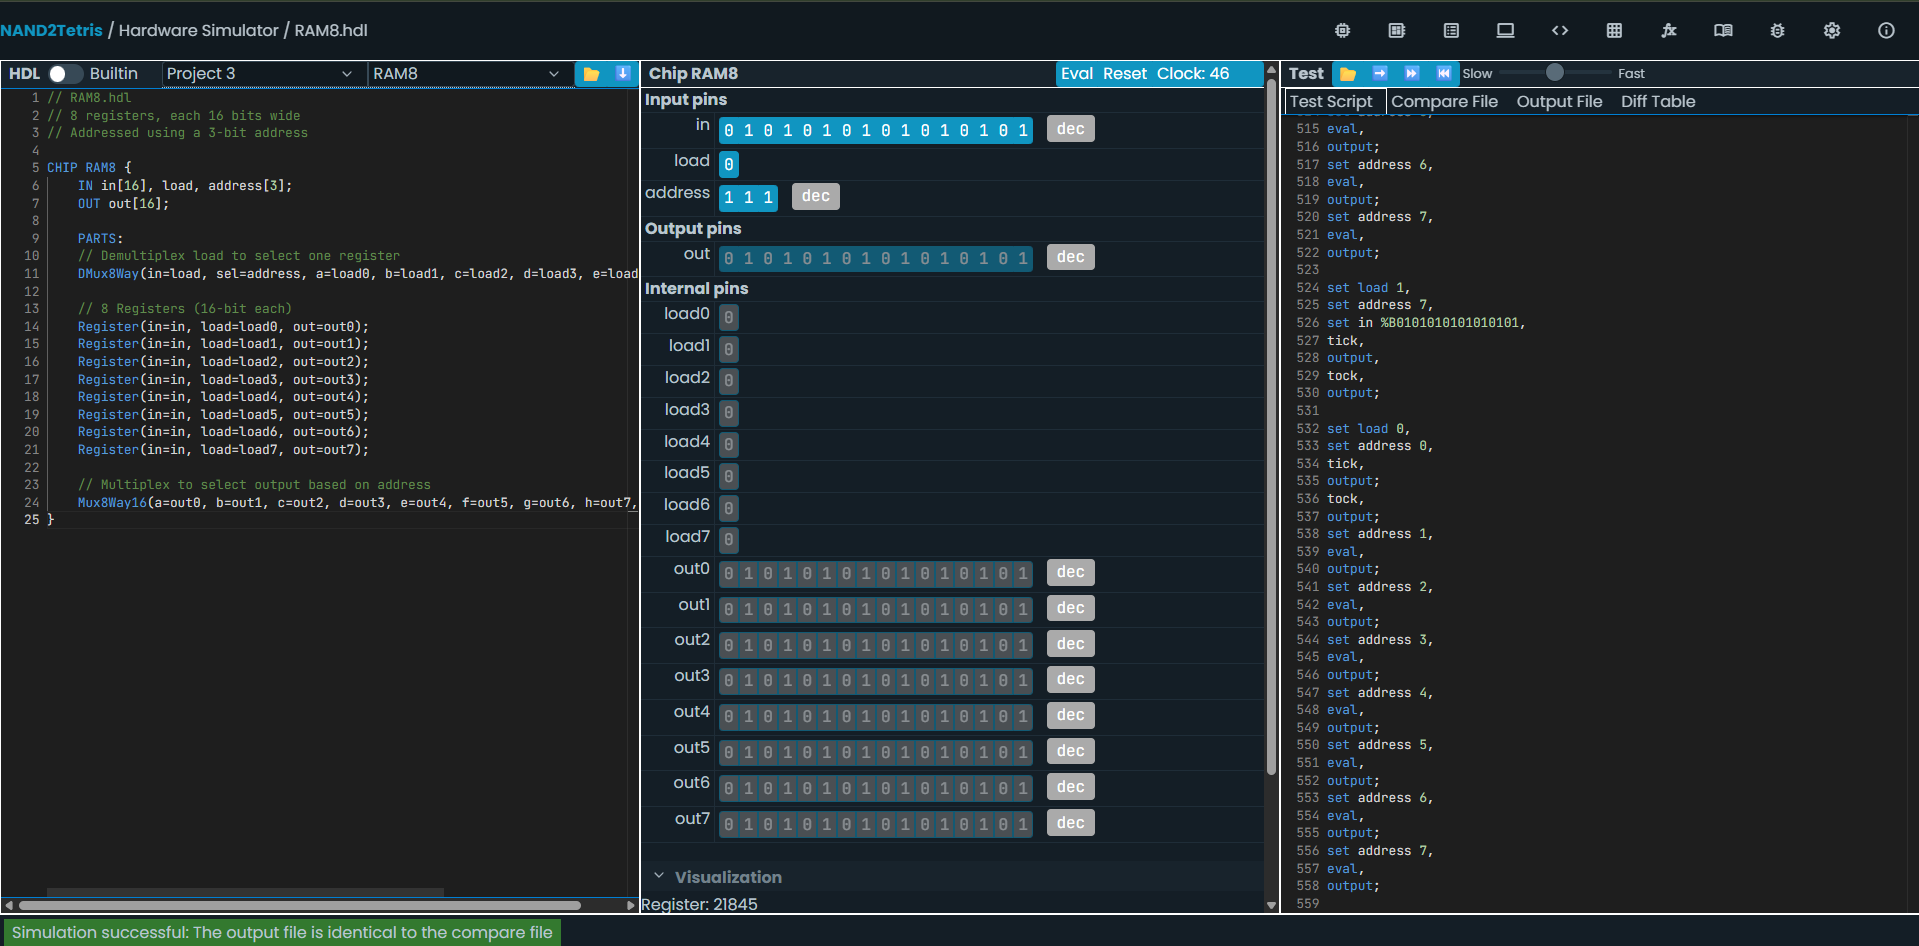 NAND2Tetris / Hardware Simulator / RAM8.hdl
HDL Builtin Project 3 RAM8
1 // RAM8.hdl
2 // 8 registers, each 16 bits wide
3 // Addressed using a 3-bit address
4
5 CHIP RAM8 {
6 IN in[16], load, address[3];
7 OUT out[16];
8
9 PARTS:
10 // Demultiplex load to select one register
11 DMux8Way(in=load, sel=address, a=load0, b=load1, c=load2, d=load3, e=load
12
13 // 8 Registers (16-bit each)
14 Register(in=in, load=load0, out=out0);
15 Register(in=in, load=load1, out=out1);
16 Register(in=in, load=load2, out=out2);
17 Register(in=in, load=load3, out=out3);
18 Register(in=in, load=load4, out=out4);
19 Register(in=in, load=load5, out=out5);
20 Register(in=in, load=load6, out=out6);
21 Register(in=in, load=load7, out=out7);
22
23 // Multiplex to select output based on address
24 Mux8Way16(a=out0, b=out1, c=out2, d=out3, e=out4, f=out5, g=out6, h=out7,
25 }
Chip RAM8 Eval Reset Clock: 46
Input pins
in 0 1 0 1 0 1 0 1 0 1 0 1 0 1 0 1 dec
load 0
address 1 1 1 dec
Output pins
out 0 1 0 1 0 1 0 1 0 1 0 1 0 1 0 1 dec
Internal pins
load0 0
load1 0
load2 0
load3 0
load4 0
load5 0
load6 0
load7 0
out0 0 1 0 1 0 1 0 1 0 1 0 1 0 1 0 1 dec
out1 0 1 0 1 0 1 0 1 0 1 0 1 0 1 0 1 dec
out2 0 1 0 1 0 1 0 1 0 1 0 1 0 1 0 1 dec
out3 0 1 0 1 0 1 0 1 0 1 0 1 0 1 0 1 dec
out4 0 1 0 1 0 1 0 1 0 1 0 1 0 1 0 1 dec
out5 0 1 0 1 0 1 0 1 0 1 0 1 0 1 0 1 dec
out6 0 1 0 1 0 1 0 1 0 1 0 1 0 1 0 1 dec
out7 0 1 0 1 0 1 0 1 0 1 0 1 0 1 0 1 dec
Visualization
Register: 21845
Test Slow Fast
Test Script Compare File Output File Diff Table
515 eval,
516 output;
517 set address 6,
518 eval,
519 output;
520 set address 7,
521 eval,
522 output;
523
524 set load 1,
525 set address 7,
526 set in %B0101010101010101,
527 tick,
528 output,
529 tock,
530 output;
531
532 set load 0,
533 set address 0,
534 tick,
535 output;
536 tock,
537 output;
538 set address 1,
539 eval,
540 output;
541 set address 2,
542 eval,
543 output;
544 set address 3,
545 eval,
546 output;
547 set address 4,
548 eval,
549 output;
550 set address 5,
551 eval,
552 output;
553 set address 6,
554 eval,
555 output;
556 set address 7,
557 eval,
558 output;
559
Simulation successful: The output file is identical to the compare file